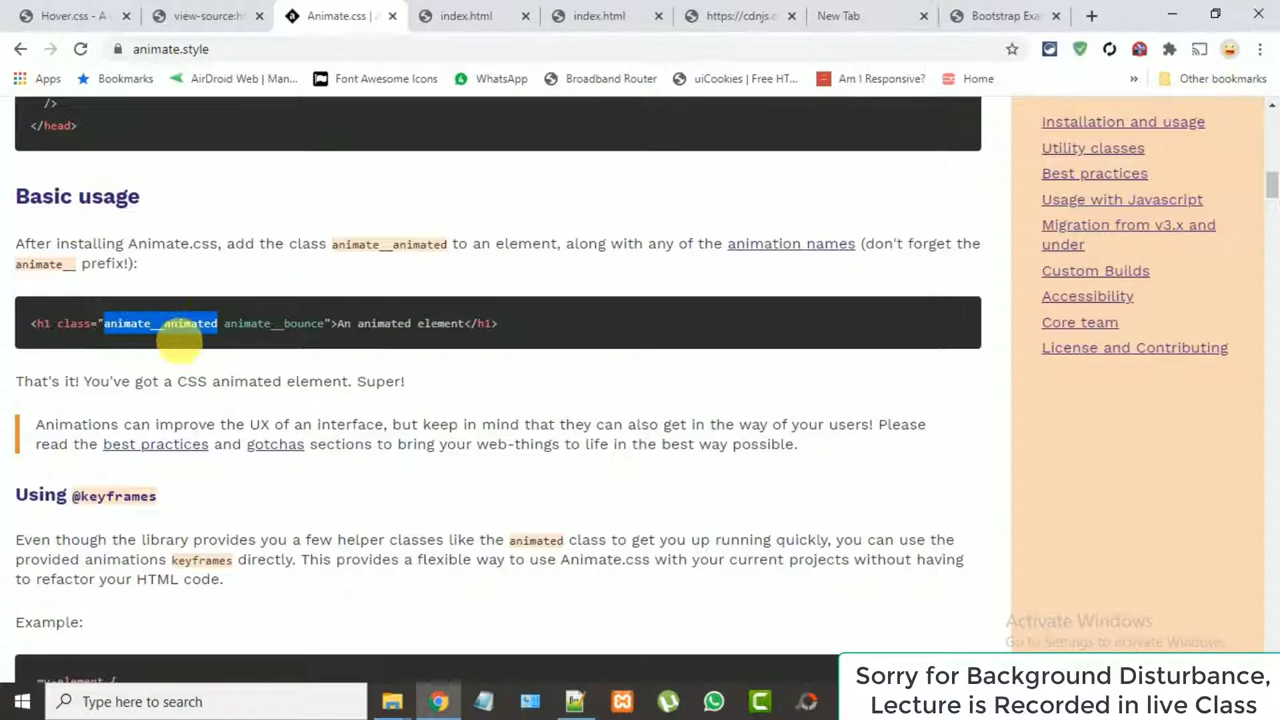 Hover.css - A
view-source:h
Animate.css |
index.html
index.html
https://cdnjs.c
New Tab
Bootstrap Exa
animate.style
Apps
Bookmarks
AirDroid Web | Man...
Font Awesome Icons
WhatsApp
Broadband Router
uiCookies | Free HT...
Am I Responsive?
Home
»
Other bookmarks
/>
</head>
Basic usage
After installing Animate.css, add the class animate__animated to an element, along with any of the animation names (don't forget the
animate__ prefix!):
<h1 class="animate__animated animate__bounce">An animated element</h1>
That's it! You've got a CSS animated element. Super!
Animations can improve the UX of an interface, but keep in mind that they can also get in the way of your users! Please
read the best practices and gotchas sections to bring your web-things to life in the best way possible.
Using @keyframes
Even though the library provides you a few helper classes like the animated class to get you up running quickly, you can use the
provided animations keyframes directly. This provides a flexible way to use Animate.css with your current projects without having
to refactor your HTML code.
Example:
Installation and usage
Utility classes
Best practices
Usage with Javascript
Migration from v3.x and
under
Custom Builds
Accessibility
Core team
License and Contributing
Activate Windows
Go to Settings to activate Windows.
Sorry for Background Disturbance,
Lecture is Recorded in live Class
Type here to search